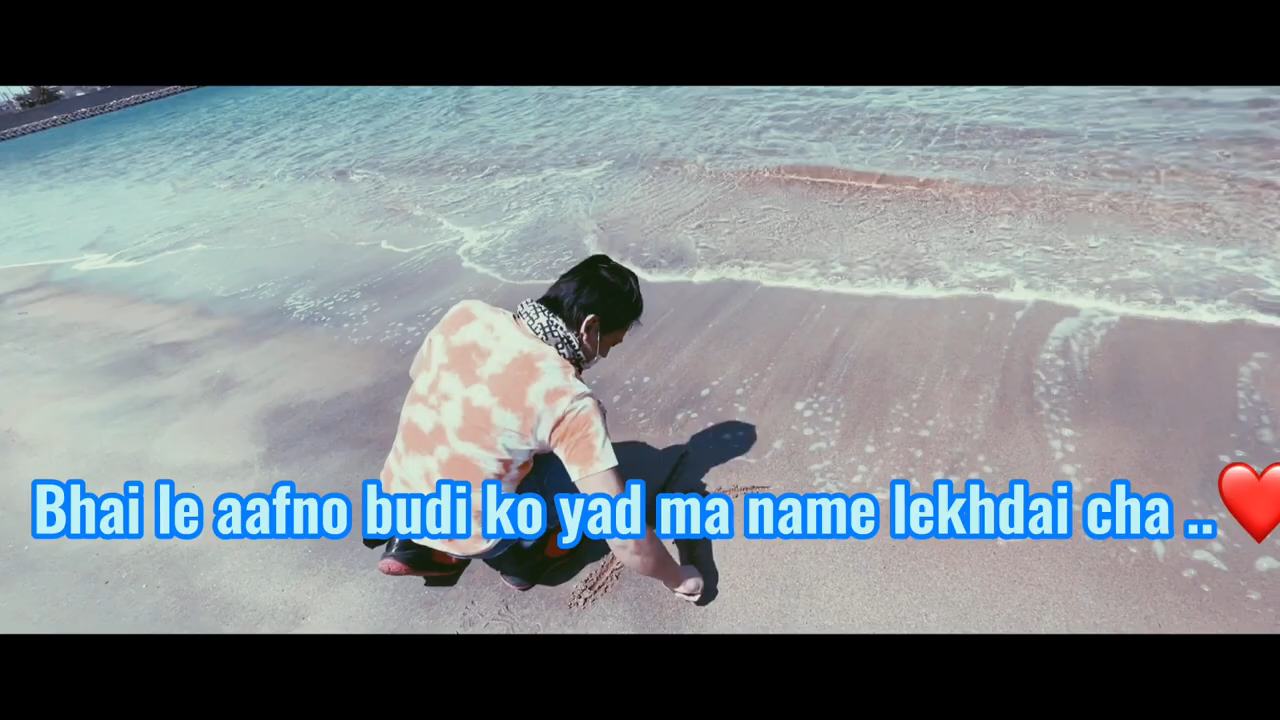 Bhai le aafno budi ko yad ma name lekhdai cha ..❤️